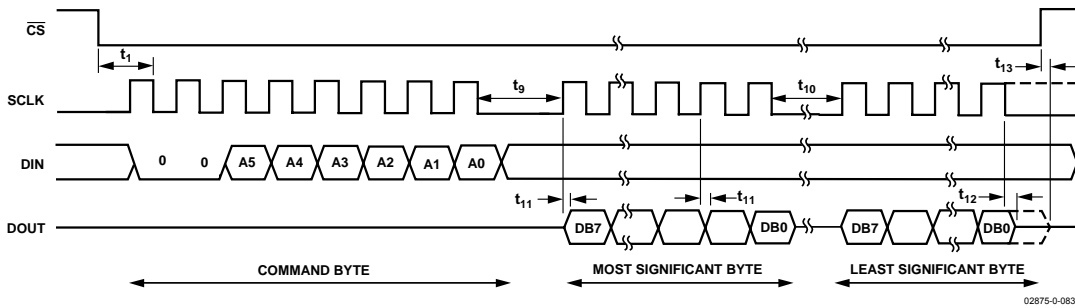 CS
t1
t13
SCLK
t9
t10
DIN
0 0 A5 A4 A3 A2 A1 A0
t11
t11
t12
DOUT
DB7 DB0 DB7 DB0
COMMAND BYTE MOST SIGNIFICANT BYTE LEAST SIGNIFICANT BYTE
02875-0-083